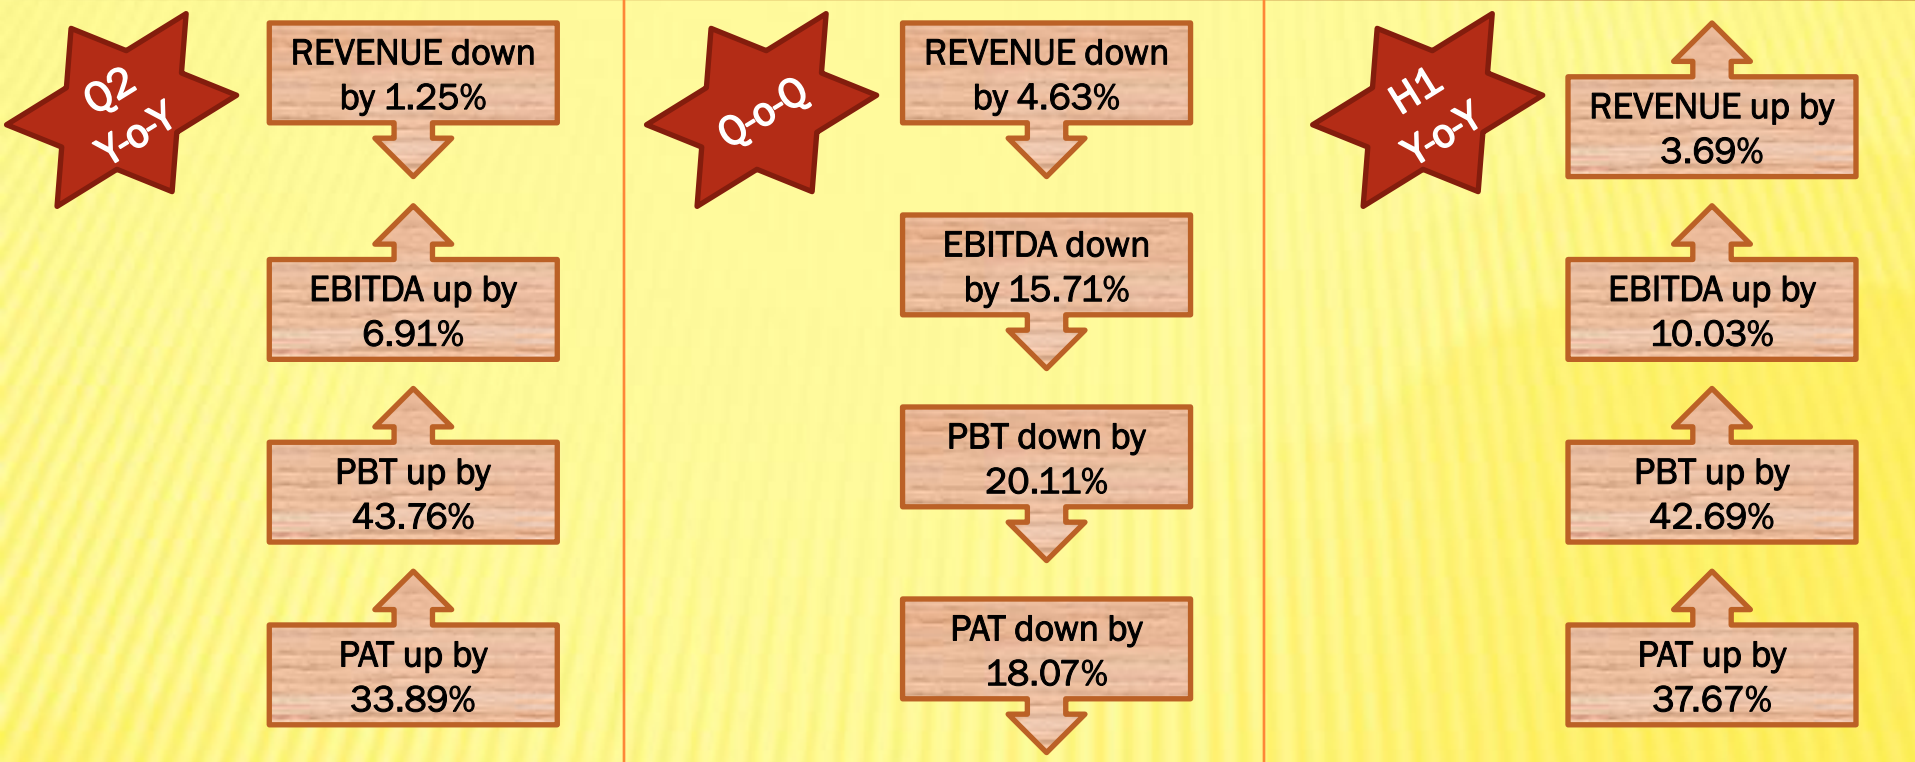 Q2
Y-o-Y
REVENUE down
by 1.25%
EBITDA up by
6.91%
PBT up by
43.76%
PAT up by
33.89%
Q-o-Q
REVENUE down
by 4.63%
EBITDA down
by 15.71%
PBT down by
20.11%
PAT down by
18.07%
H1
Y-o-Y
REVENUE up by
3.69%
EBITDA up by
10.03%
PBT up by
42.69%
PAT up by
37.67%